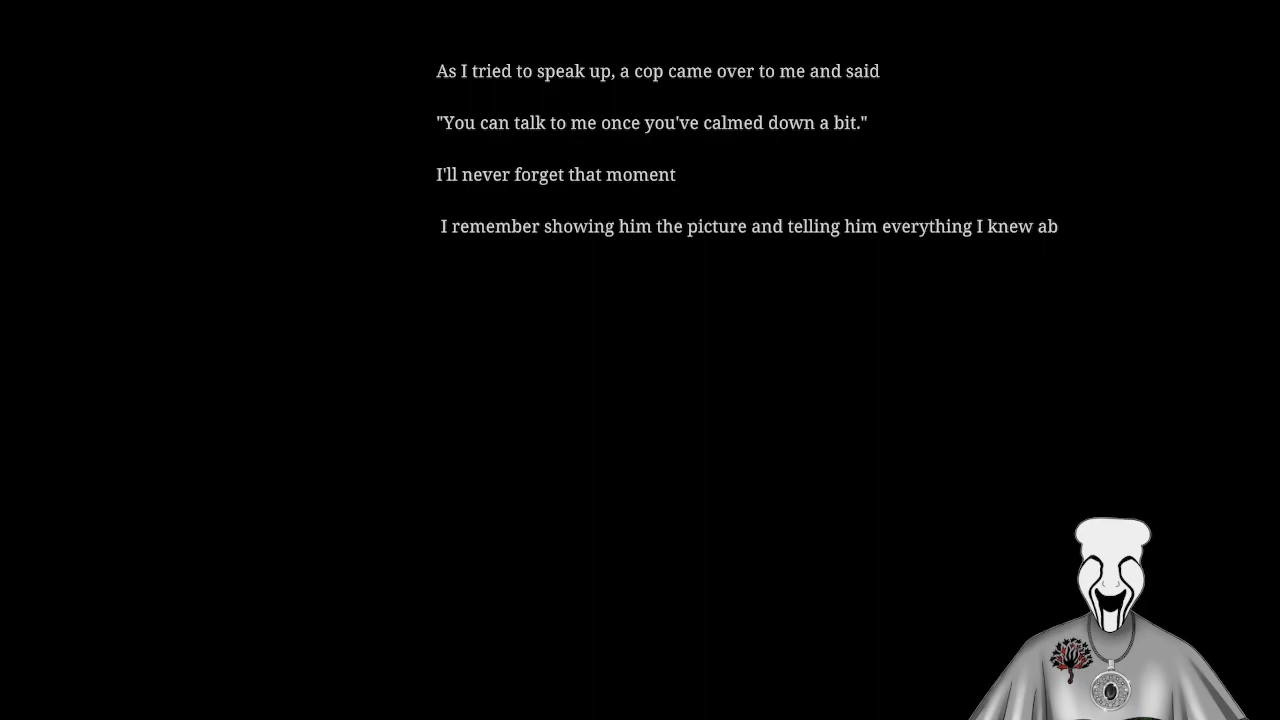 As I tried to speak up, a cop came over to me and said
"You can talk to me once you've calmed down a bit."
I'll never forget that moment
I remember showing him the picture and telling him everything I knew ab